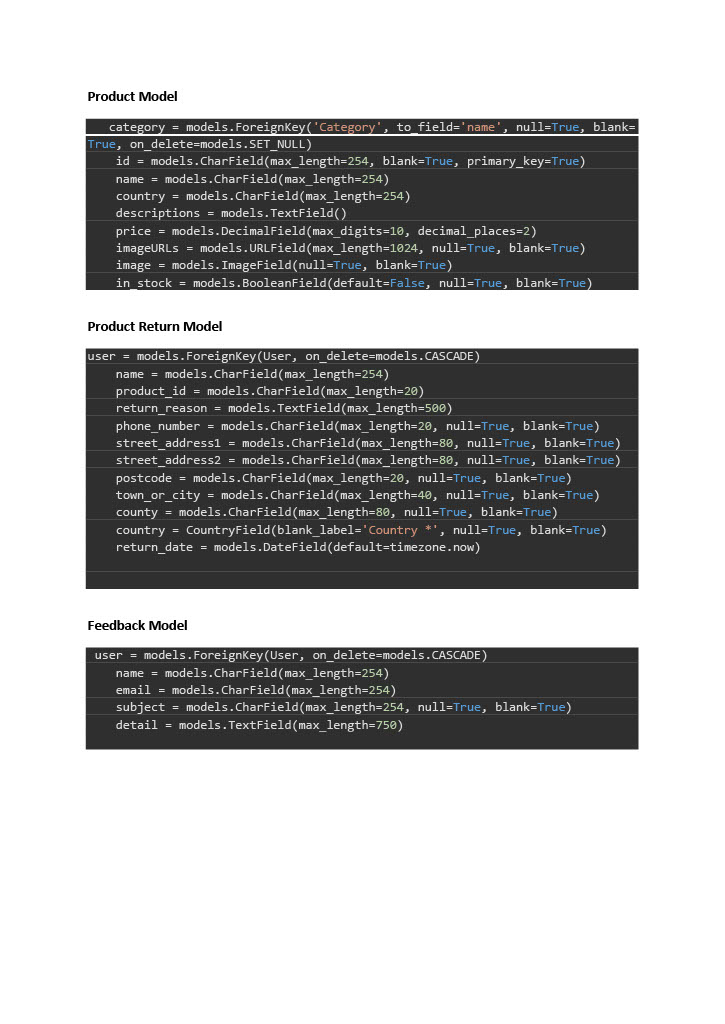 Product Model
category = models.ForeignKey('Category', to_field='name', null=True, blank=
True, on_delete=models.SET_NULL)
id = models.CharField(max_length=254, blank=True, primary_key=True)
name = models.CharField(max_length=254)
country = models.CharField(max_length=254)
descriptions = models.TextField()
price = models.DecimalField(max_digits=10, decimal_places=2)
imageURLs = models.URLField(max_length=1024, null=True, blank=True)
image = models.ImageField(null=True, blank=True)
in_stock = models.BooleanField(default=False, null=True, blank=True)
Product Return Model
user = models.ForeignKey(User, on_delete=models.CASCADE)
name = models.CharField(max_length=254)
product_id = models.CharField(max_length=20)
return_reason = models.TextField(max_length=500)
phone_number = models.CharField(max_length=20, null=True, blank=True)
street_address1 = models.CharField(max_length=80, null=True, blank=True)
street_address2 = models.CharField(max_length=80, null=True, blank=True)
postcode = models.CharField(max_length=20, null=True, blank=True)
town_or_city = models.CharField(max_length=40, null=True, blank=True)
county = models.CharField(max_length=80, null=True, blank=True)
country = CountryField(blank_label='Country *', null=True, blank=True)
return_date = models.DateField(default=timezone.now)
Feedback Model
user = models.ForeignKey(User, on_delete=models.CASCADE)
name = models.CharField(max_length=254)
email = models.CharField(max_length=254)
subject = models.CharField(max_length=254, null=True, blank=True)
detail = models.TextField(max_length=750)